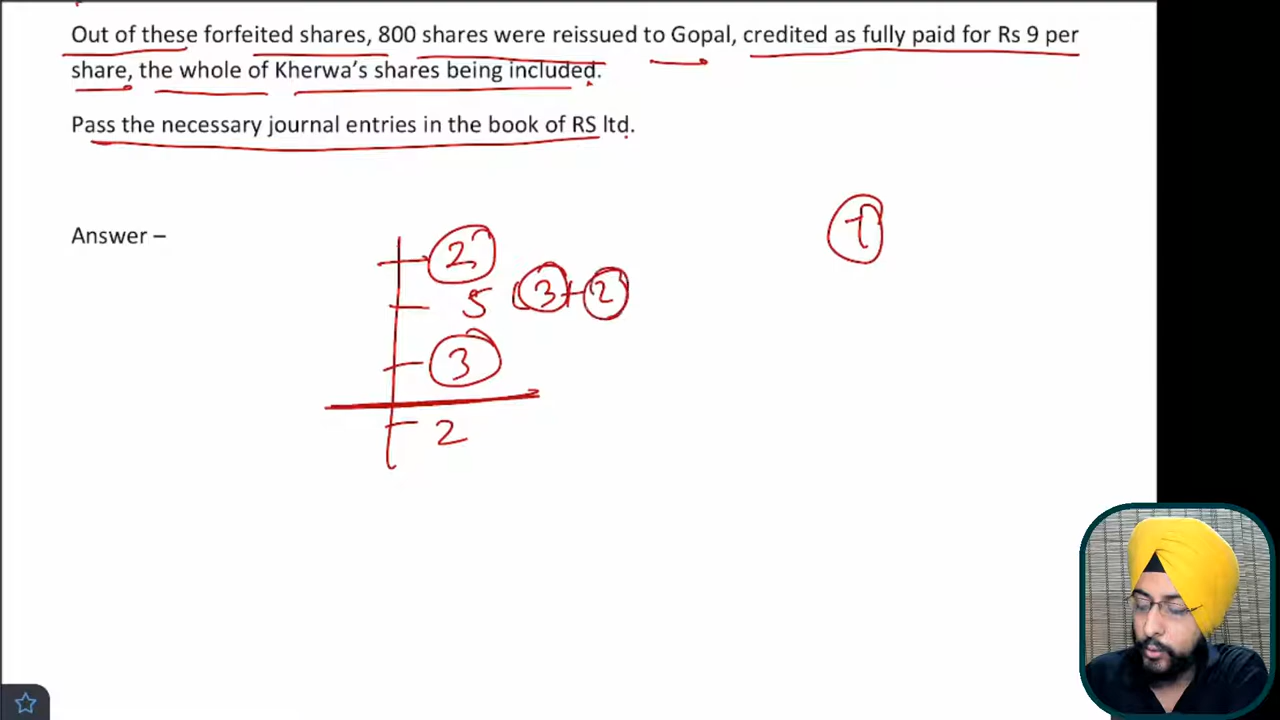 Out of these forfeited shares, 800 shares were reissued to Gopal, credited as fully paid for Rs 9 per
share, the whole of Kherwa's shares being included.
Pass the necessary journal entries in the book of RS ltd.
Answer –
2
5 (3+2
3
2